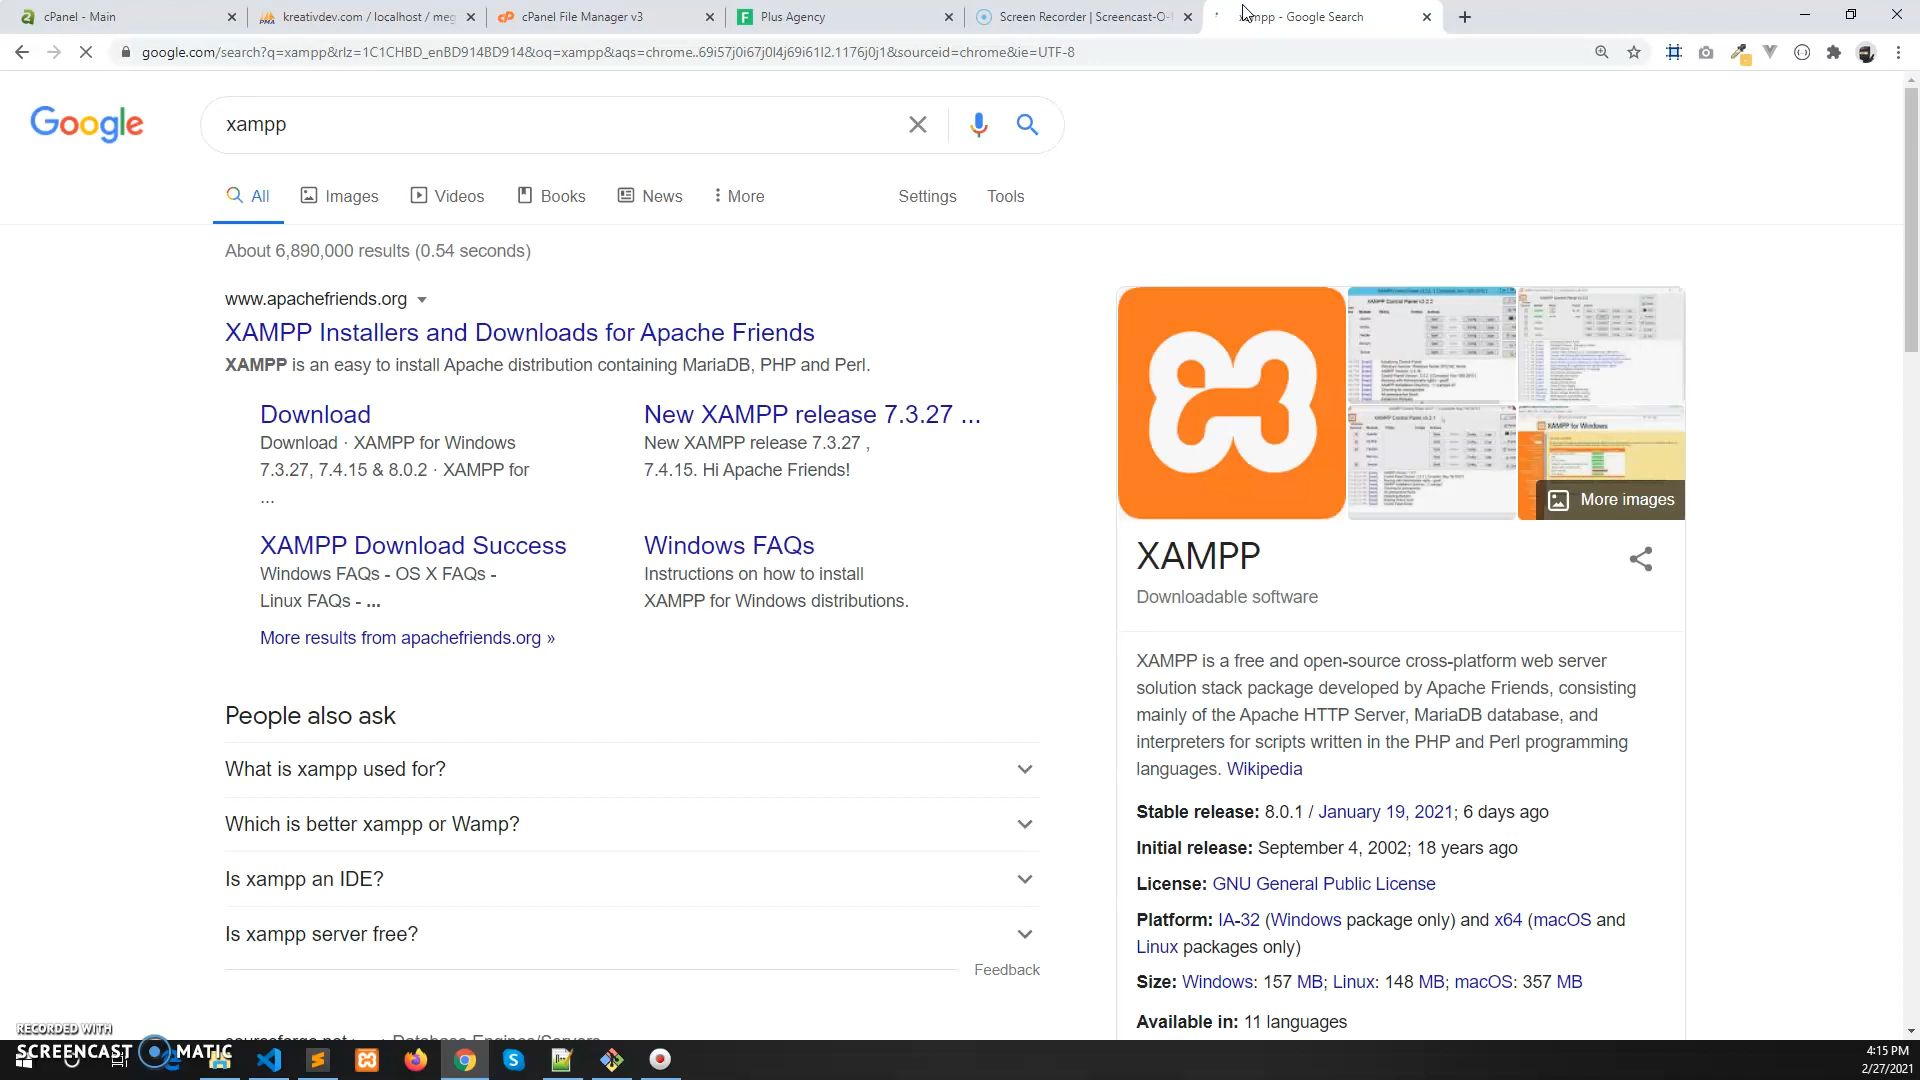 cPanel - Main
kreativdev.com / localhost / meg
cPanel File Manager v3
Plus Agency
Screen Recorder | Screencast-O-
xampp - Google Search
google.com/search?q=xampp&rlz=1C1CHBD_enBD914BD914&oq=xampp&aqs=chrome..69i57j0i67j0l4j69i61l2.1176j0j1&sourceid=chrome&ie=UTF-8
Google
xampp
All
Images
Videos
Books
News
More
Settings
Tools
About 6,890,000 results (0.54 seconds)
www.apachefriends.org
XAMPP Installers and Downloads for Apache Friends
XAMPP is an easy to install Apache distribution containing MariaDB, PHP and Perl.
Download
Download · XAMPP for Windows
7.3.27, 7.4.15 & 8.0.2 · XAMPP for
...
New XAMPP release 7.3.27 ...
New XAMPP release 7.3.27 ,
7.4.15. Hi Apache Friends!
XAMPP Download Success
Windows FAQs - OS X FAQs -
Linux FAQs - ...
Windows FAQs
Instructions on how to install
XAMPP for Windows distributions.
More results from apachefriends.org »
People also ask
What is xampp used for?
Which is better xampp or Wamp?
Is xampp an IDE?
Is xampp server free?
Feedback
XAMPP for Windows
More images
XAMPP
Downloadable software
XAMPP is a free and open-source cross-platform web server
solution stack package developed by Apache Friends, consisting
mainly of the Apache HTTP Server, MariaDB database, and
interpreters for scripts written in the PHP and Perl programming
languages. Wikipedia
Stable release: 8.0.1 / January 19, 2021; 6 days ago
Initial release: September 4, 2002; 18 years ago
License: GNU General Public License
Platform: IA-32 (Windows package only) and x64 (macOS and
Linux packages only)
Size: Windows: 157 MB; Linux: 148 MB; macOS: 357 MB
Available in: 11 languages
RECORDED WITH
SCREENCAST MATIC
4:15 PM
2/27/2021